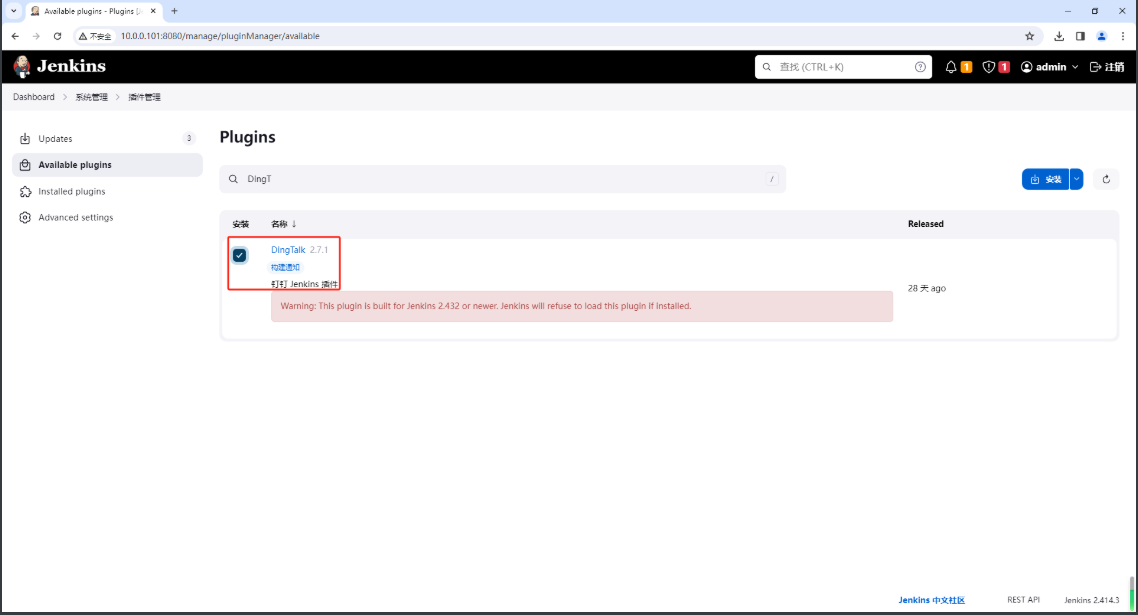 Available plugins - Plugins [J
不安全
10.0.0.101:8080/manage/pluginManager/available
Jenkins
查找 (CTRL+K)
1
1
admin
注销
Dashboard
系统管理
插件管理
Updates
3
Available plugins
Installed plugins
Advanced settings
Plugins
DingT
/
安装
安装
名称 ↓
Released
DingTalk 2.7.1
构建通知
钉钉 Jenkins 插件
Warning: This plugin is built for Jenkins 2.432 or newer. Jenkins will refuse to load this plugin if installed.
28 天 ago
Jenkins 中文社区
REST API
Jenkins 2.414.3